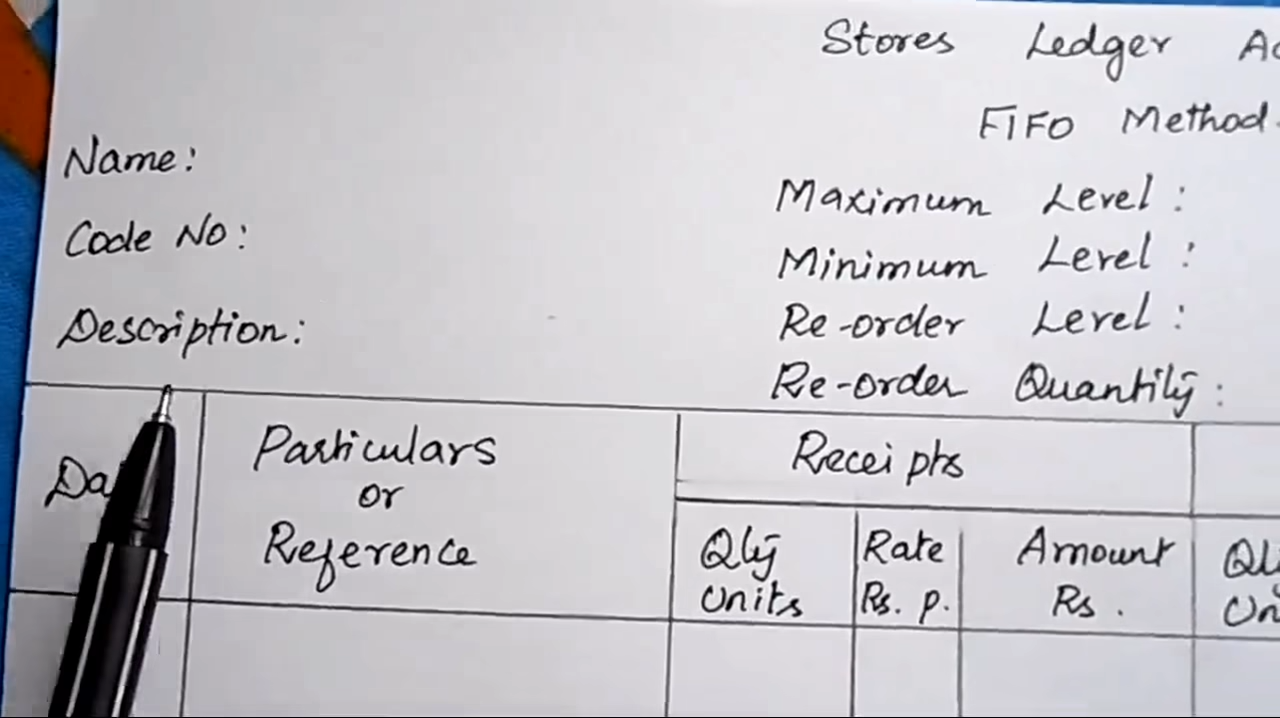 Stores Ledger
FIFO Method.
Name:
Code No:
Description:
Maximum Level:
Minimum Level:
Re-order Level:
Re-order Quantity:
Particulars
or
Reference
Receipts
Qty
Units
Rate
Rs. p.
Amount
Rs.